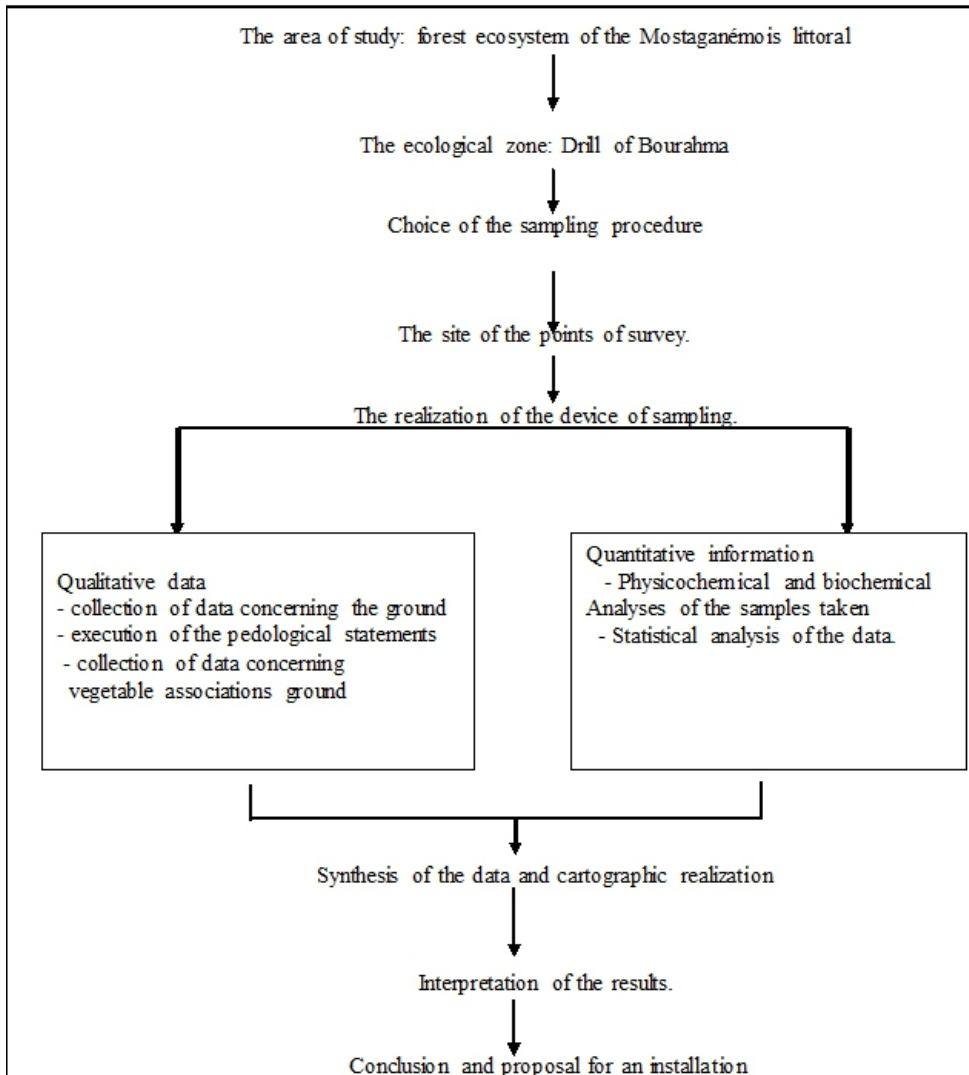 The area of study: forest ecosystem of the Mostaganémois littoral
The ecological zone: Drill of Bourahma
Choice of the sampling procedure
The site of the points of survey.
The realization of the device of sampling.
Qualitative data
- collection of data concerning the ground
- execution of the pedological statements
- collection of data concerning
vegetable associations ground
Quantitative information
- Physicochemical and biochemical
Analyses of the samples taken
- Statistical analysis of the data.
Synthesis of the data and cartographic realization
Interpretation of the results.
Conclusion and proposal for an installation